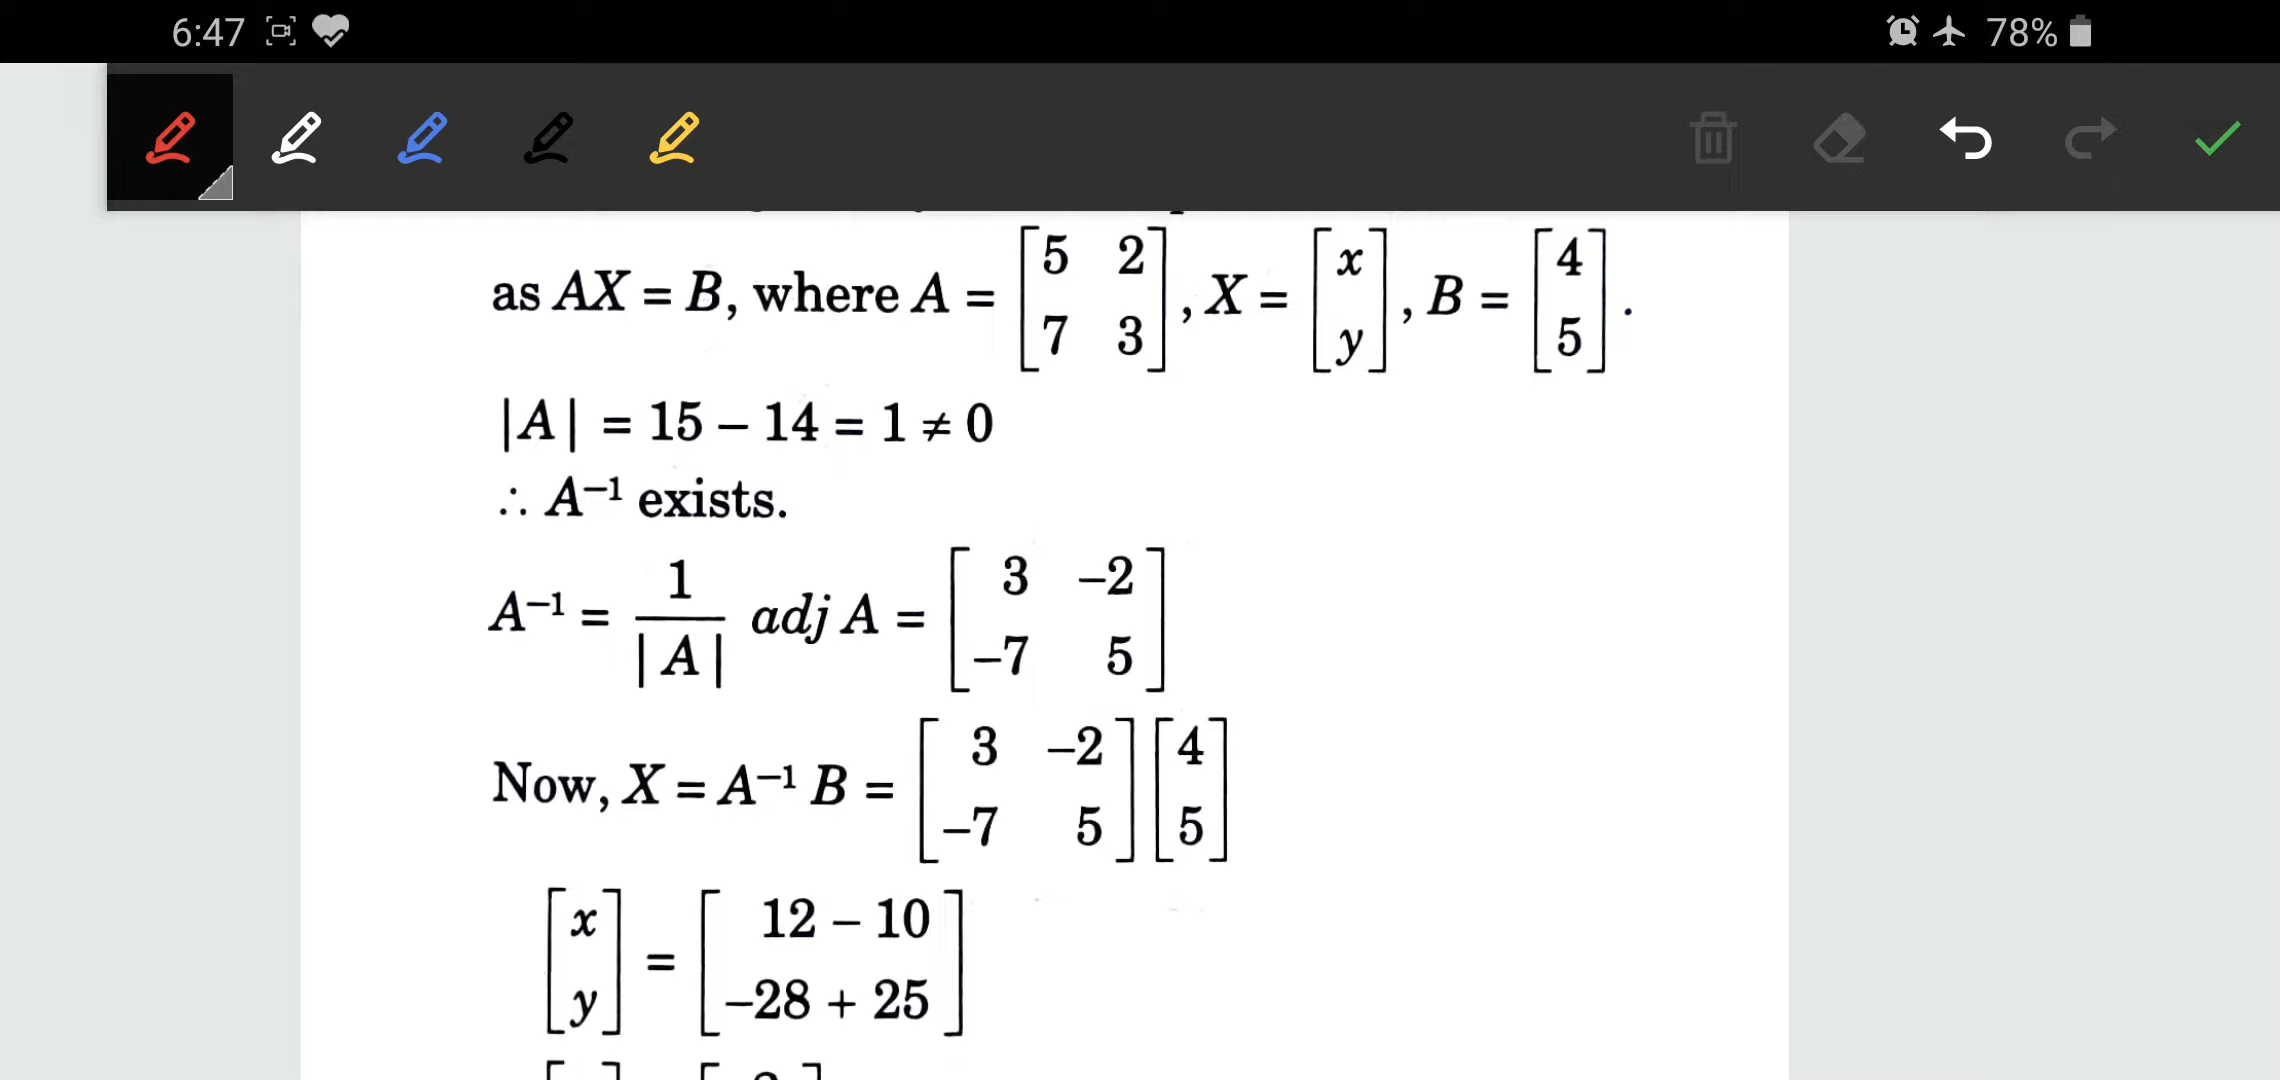 6:47 78%
as AX = B, where A = [5 2; 7 3], X = [x; y], B = [4; 5].
|A| = 15 – 14 = 1 ≠ 0
∴ A⁻¹ exists.
A⁻¹ = 1/|A| adj A = [3 –2; –7 5]
Now, X = A⁻¹ B = [3 –2; –7 5] [4; 5]
[x; y] = [12 – 10; –28 + 25]